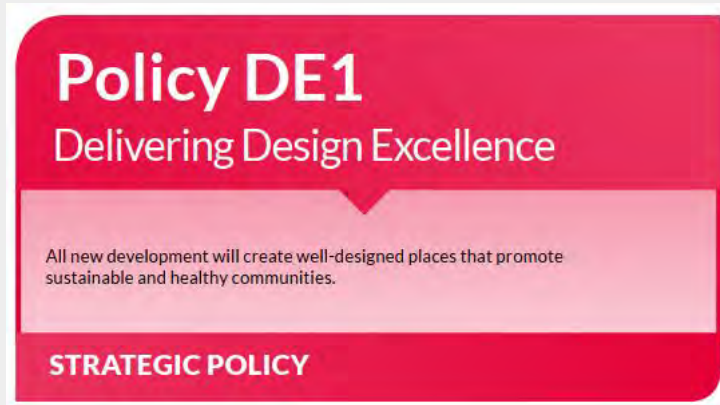 Policy DE1
Delivering Design Excellence
All new development will create well-designed places that promote
sustainable and healthy communities.
STRATEGIC POLICY